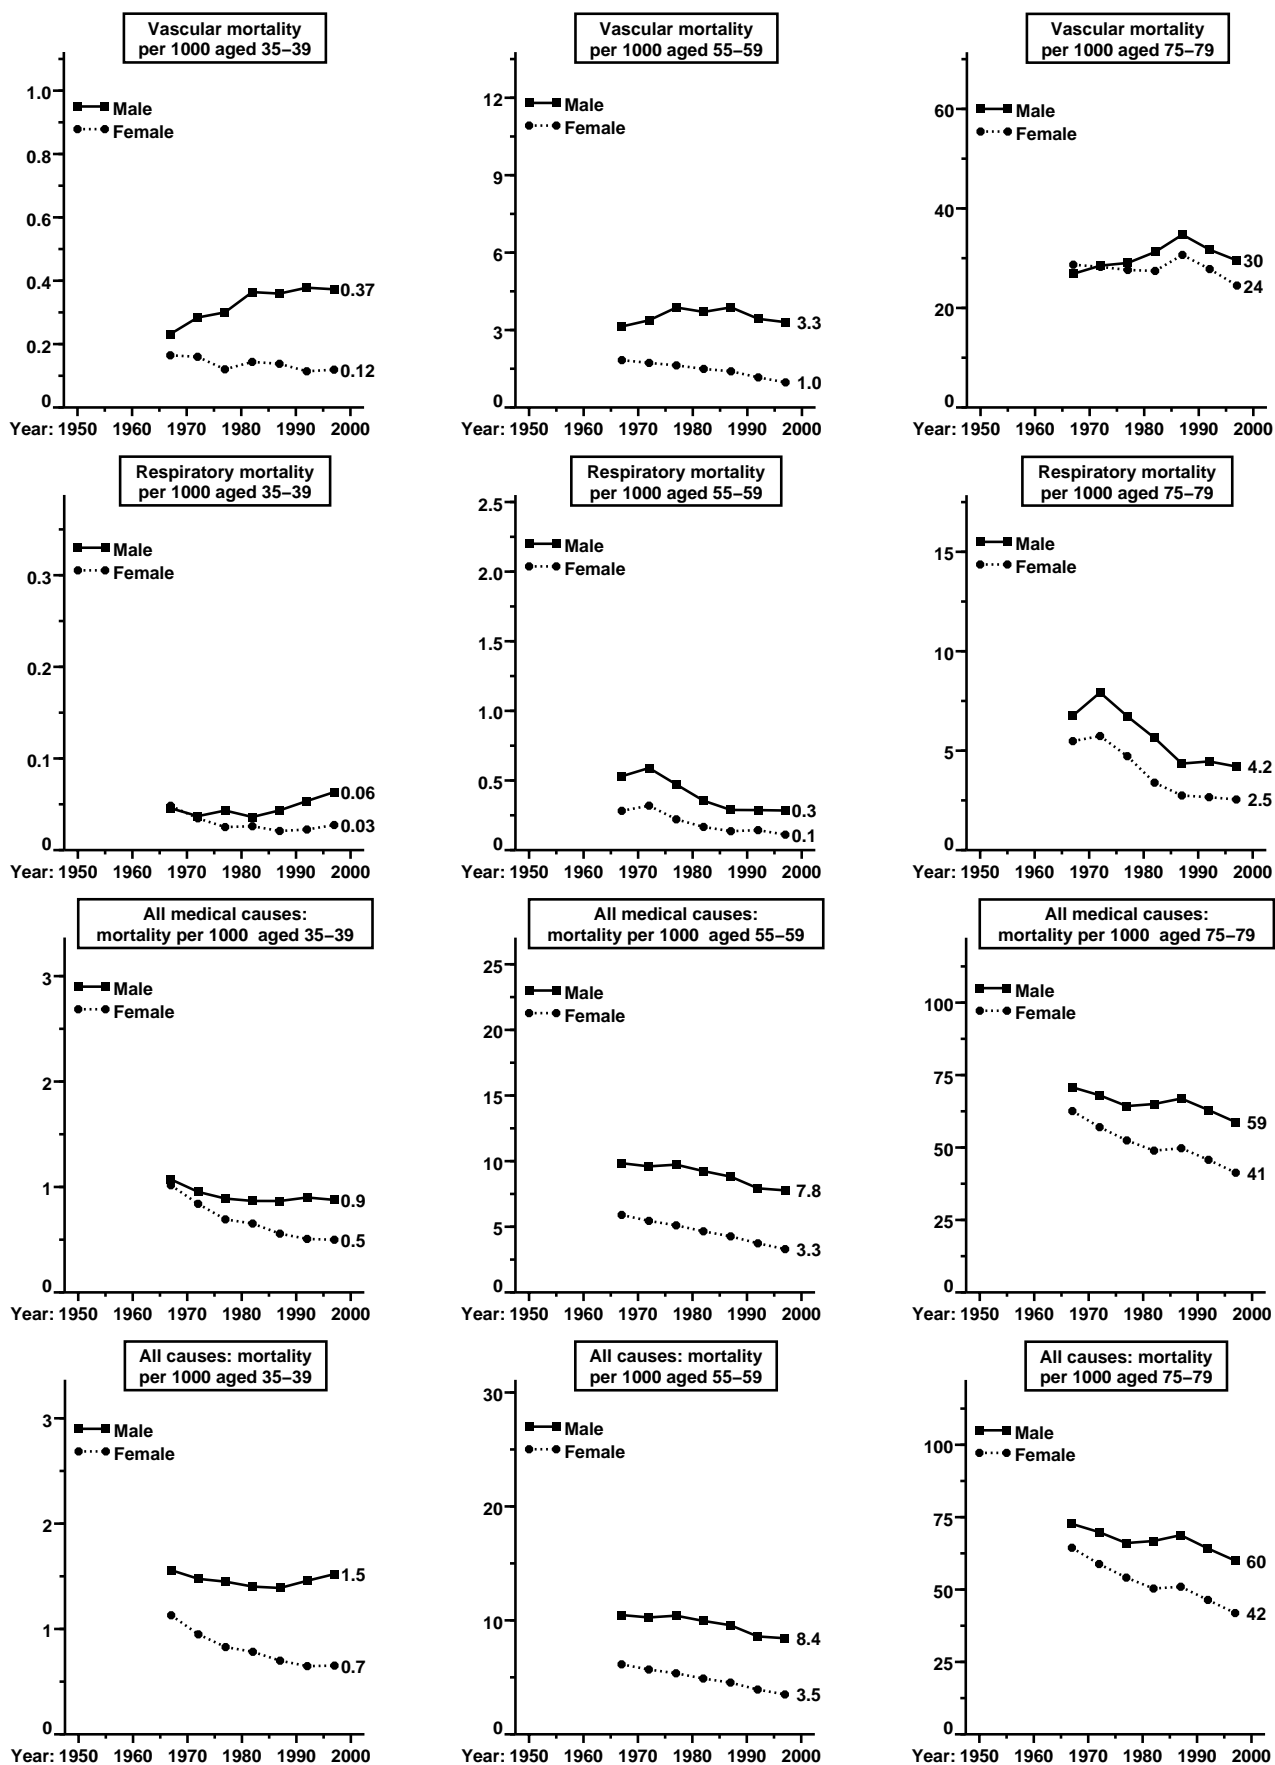 Vascular mortality
per 1000 aged 35–39
1.0
0.8
0.6
0.4
0.2
0
Male
Female
0.37
0.12
Year: 1950 1960 1970 1980 1990 2000
Vascular mortality
per 1000 aged 55–59
12
9
6
3
0
Male
Female
3.3
1.0
Year: 1950 1960 1970 1980 1990 2000
Vascular mortality
per 1000 aged 75–79
60
40
20
0
Male
Female
30
24
Year: 1950 1960 1970 1980 1990 2000
Respiratory mortality
per 1000 aged 35–39
0.3
0.2
0.1
0
Male
Female
0.06
0.03
Year: 1950 1960 1970 1980 1990 2000
Respiratory mortality
per 1000 aged 55–59
2.5
2.0
1.5
1.0
0.5
0
Male
Female
0.3
0.1
Year: 1950 1960 1970 1980 1990 2000
Respiratory mortality
per 1000 aged 75–79
15
10
5
0
Male
Female
4.2
2.5
Year: 1950 1960 1970 1980 1990 2000
All medical causes:
mortality per 1000 aged 35–39
3
2
1
0
Male
Female
0.9
0.5
Year: 1950 1960 1970 1980 1990 2000
All medical causes:
mortality per 1000 aged 55–59
25
20
15
10
5
0
Male
Female
7.8
3.3
Year: 1950 1960 1970 1980 1990 2000
All medical causes:
mortality per 1000 aged 75–79
100
75
50
25
0
Male
Female
59
41
Year: 1950 1960 1970 1980 1990 2000
All causes: mortality
per 1000 aged 35–39
3
2
1
0
Male
Female
1.5
0.7
Year: 1950 1960 1970 1980 1990 2000
All causes: mortality
per 1000 aged 55–59
30
20
10
0
Male
Female
8.4
3.5
Year: 1950 1960 1970 1980 1990 2000
All causes: mortality
per 1000 aged 75–79
100
75
50
25
0
Male
Female
60
42
Year: 1950 1960 1970 1980 1990 2000